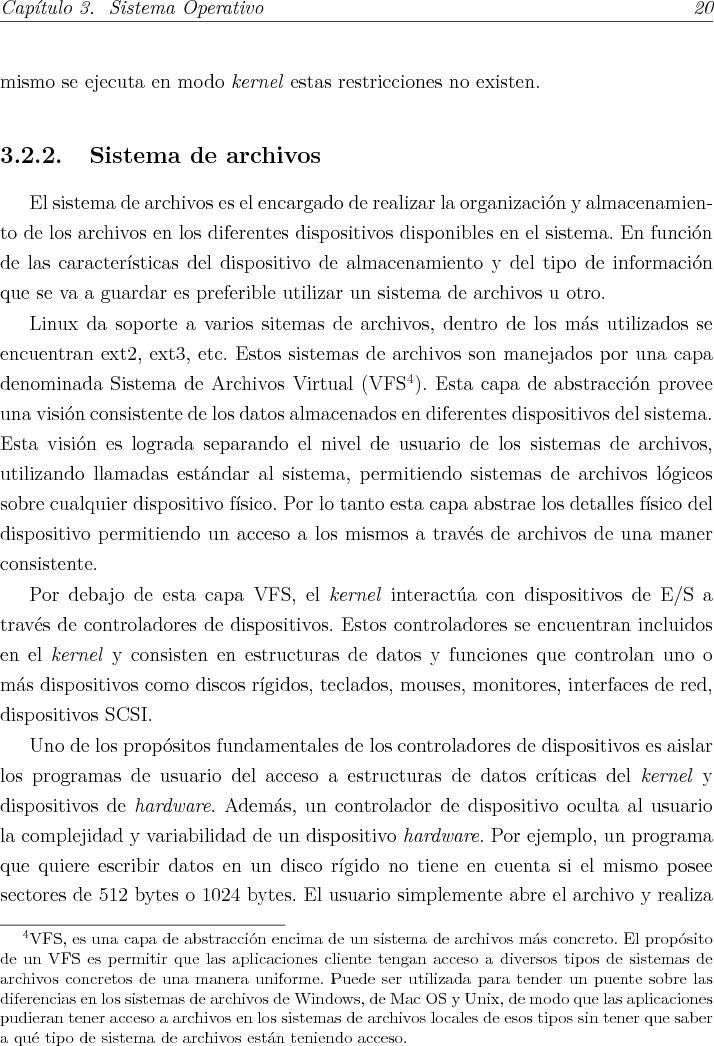 Capítulo 3. Sistema Operativo 20
mismo se ejecuta en modo kernel estas restricciones no existen.
3.2.2. Sistema de archivos
El sistema de archivos es el encargado de realizar la organización y almacenamien-
to de los archivos en los diferentes dispositivos disponibles en el sistema. En función
de las características del dispositivo de almacenamiento y del tipo de información
que se va a guardar es preferible utilizar un sistema de archivos u otro.
Linux da soporte a varios sitemas de archivos, dentro de los más utilizados se
encuentran ext2, ext3, etc. Estos sistemas de archivos son manejados por una capa
denominada Sistema de Archivos Virtual (VFS4). Esta capa de abstracción provee
una visión consistente de los datos almacenados en diferentes dispositivos del sistema.
Esta visión es lograda separando el nivel de usuario de los sistemas de archivos,
utilizando llamadas estándar al sistema, permitiendo sistemas de archivos lógicos
sobre cualquier dispositivo físico. Por lo tanto esta capa abstrae los detalles físico del
dispositivo permitiendo un acceso a los mismos a través de archivos de una maner
consistente.
Por debajo de esta capa VFS, el kernel interactúa con dispositivos de E/S a
través de controladores de dispositivos. Estos controladores se encuentran incluidos
en el kernel y consisten en estructuras de datos y funciones que controlan uno o
más dispositivos como discos rígidos, teclados, mouses, monitores, interfaces de red,
dispositivos SCSI.
Uno de los propósitos fundamentales de los controladores de dispositivos es aislar
los programas de usuario del acceso a estructuras de datos críticas del kernel y
dispositivos de hardware. Además, un controlador de dispositivo oculta al usuario
la complejidad y variabilidad de un dispositivo hardware. Por ejemplo, un programa
que quiere escribir datos en un disco rígido no tiene en cuenta si el mismo posee
sectores de 512 bytes o 1024 bytes. El usuario simplemente abre el archivo y realiza
4VFS, es una capa de abstracción encima de un sistema de archivos más concreto. El propósito
de un VFS es permitir que las aplicaciones cliente tengan acceso a diversos tipos de sistemas de
archivos concretos de una manera uniforme. Puede ser utilizada para tender un puente sobre las
diferencias en los sistemas de archivos de Windows, de Mac OS y Unix, de modo que las aplicaciones
pudieran tener acceso a archivos en los sistemas de archivos locales de esos tipos sin tener que saber
a qué tipo de sistema de archivos están teniendo acceso.